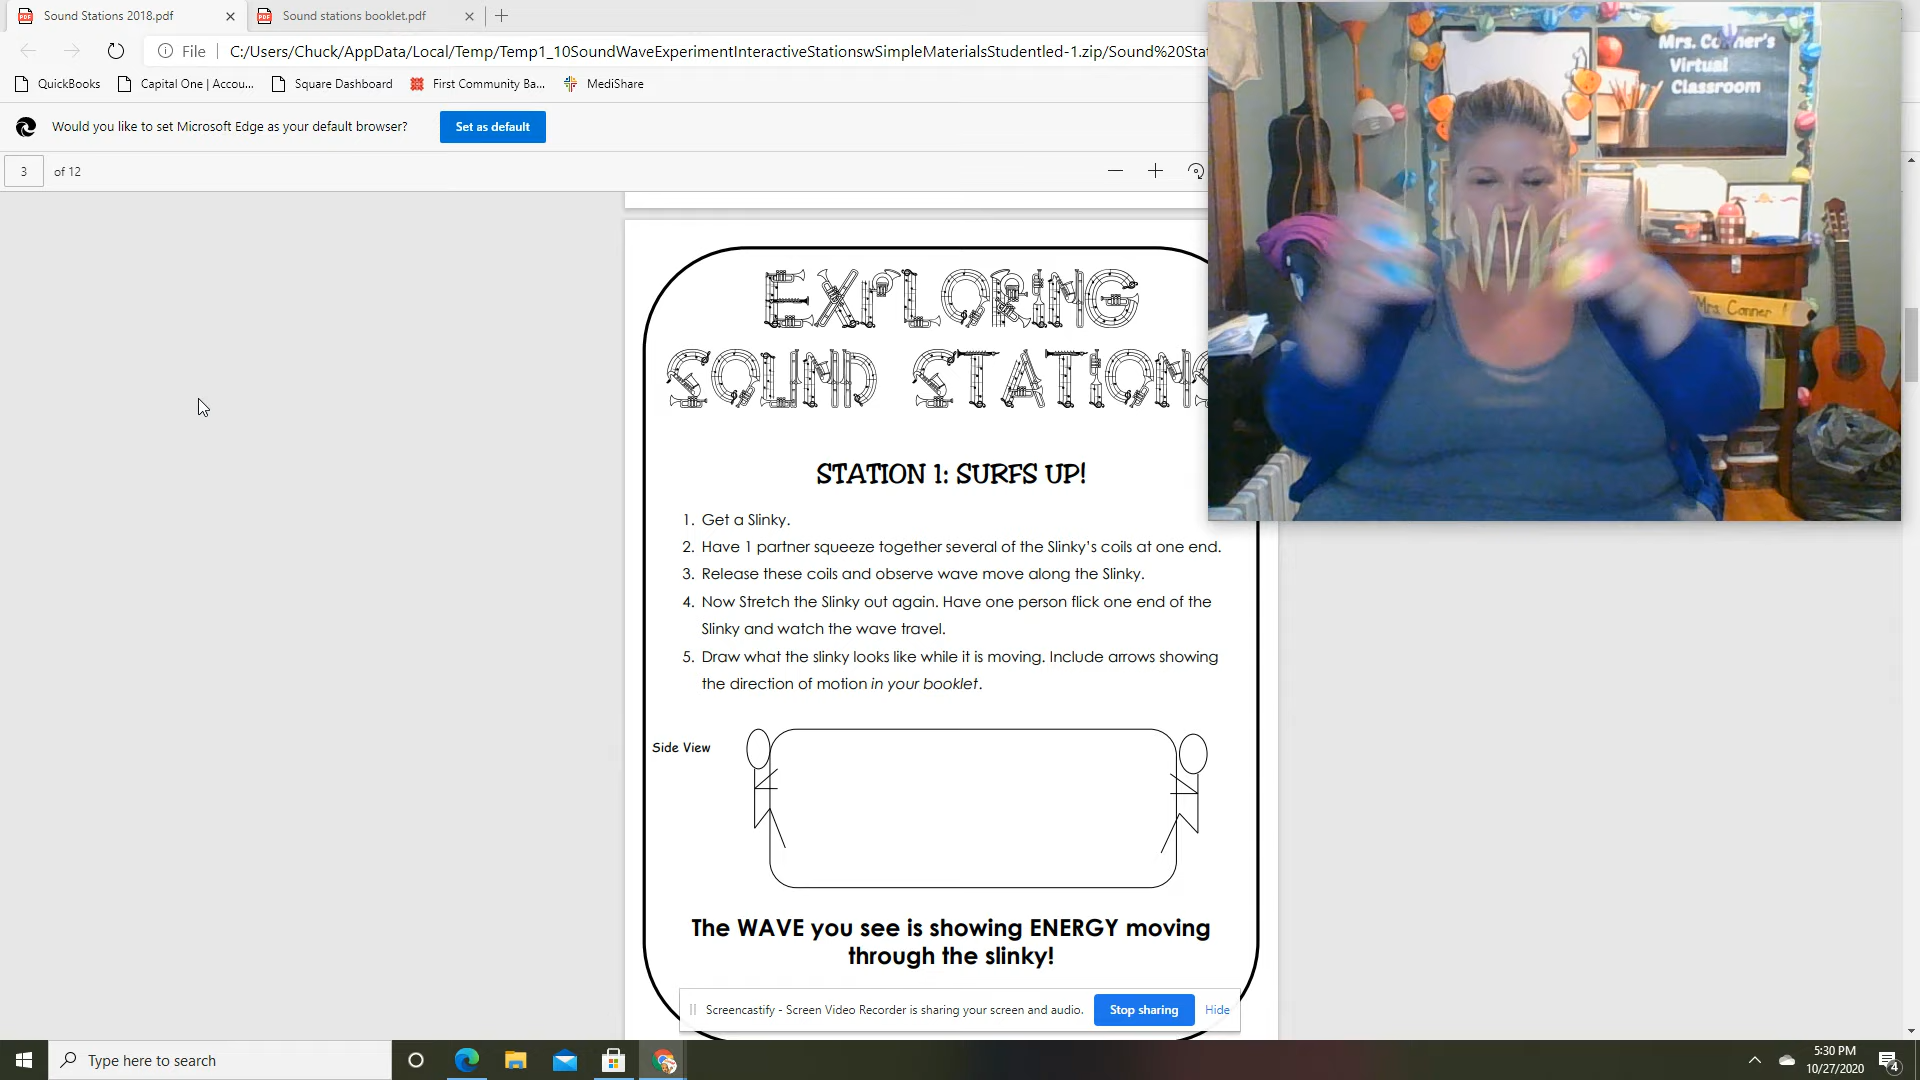 Sound Stations 2018.pdf
Sound stations booklet.pdf
File
C:/Users/Chuck/AppData/Local/Temp/Temp1_10SoundWaveExperimentInteractiveStationswSimpleMaterialsStudentled-1.zip/Sound%20Sta
QuickBooks
Capital One | Accou...
Square Dashboard
First Community Ba...
MediShare
Would you like to set Microsoft Edge as your default browser?
Set as default
3 of 12
Mrs. Conner's
Virtual
Classroom
Mrs. Conner
EXPLORING
SOUND STATIONS
STATION 1: SURFS UP!
1. Get a Slinky.
2. Have 1 partner squeeze together several of the Slinky's coils at one end.
3. Release these coils and observe wave move along the Slinky.
4. Now Stretch the Slinky out again. Have one person flick one end of the
Slinky and watch the wave travel.
5. Draw what the slinky looks like while it is moving. Include arrows showing
the direction of motion in your booklet.
Side View
The WAVE you see is showing ENERGY moving
through the slinky!
Screencastify - Screen Video Recorder is sharing your screen and audio.
Stop sharing
Hide
Type here to search
5:30 PM
10/27/2020
4